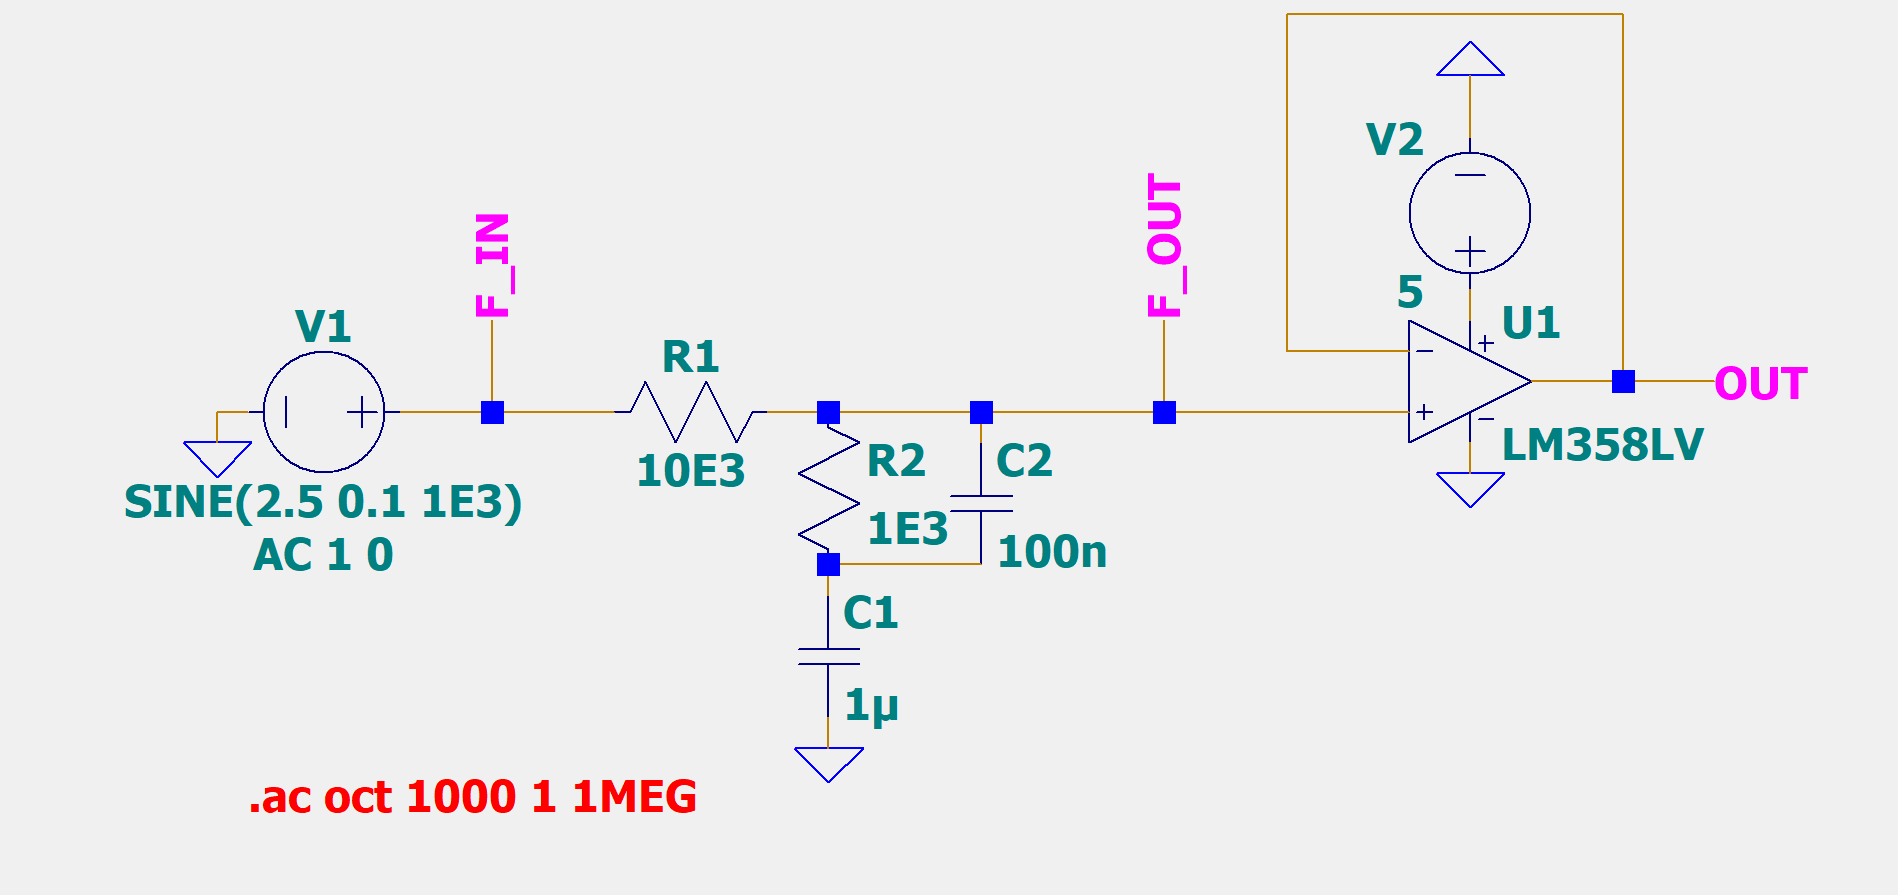 V1
SINE(2.5 0.1 1E3)
AC 1 0
F_IN
R1
10E3
R2
1E3
C2
100n
C1
1µ
F_OUT
V2
5
U1
LM358LV
OUT
.ac oct 1000 1 1MEG